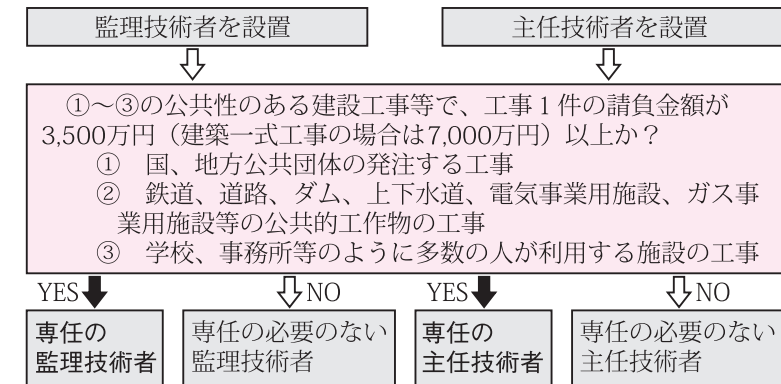 監理技術者を設置
主任技術者を設置
①～③の公共性のある建設工事等で、工事1件の請負金額が
3,500万円（建築一式工事の場合は7,000万円）以上か？
① 国、地方公共団体の発注する工事
② 鉄道、道路、ダム、上下水道、電気事業用施設、ガス事
業用施設等の公共的工作物の工事
③ 学校、事務所等のように多数の人が利用する施設の工事
YES
NO
YES
NO
専任の
監理技術者
専任の必要のない
監理技術者
専任の
主任技術者
専任の必要のない
主任技術者